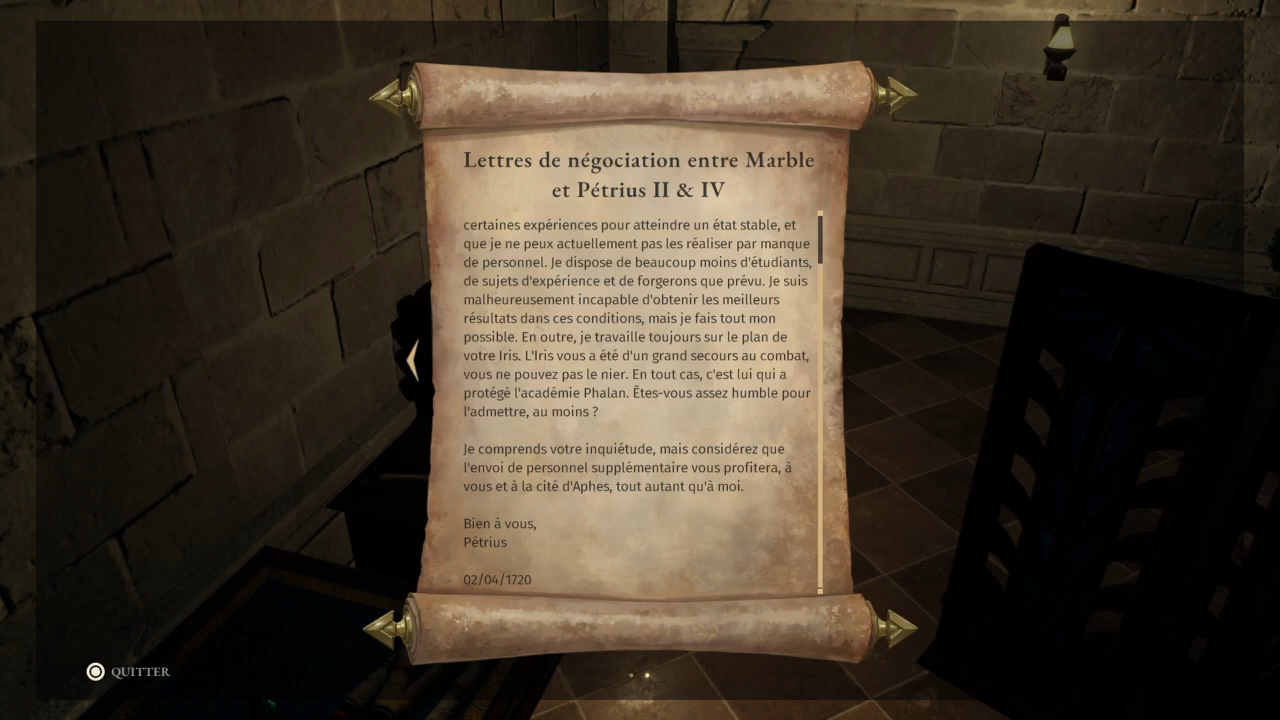 Lettres de négociation entre Marble
et Pétrius II & IV
certaines expériences pour atteindre un état stable, et
que je ne peux actuellement pas les réaliser par manque
de personnel. Je dispose de beaucoup moins d'étudiants,
de sujets d'expérience et de forgerons que prévu. Je suis
malheureusement incapable d'obtenir les meilleurs
résultats dans ces conditions, mais je fais tout mon
possible. En outre, je travaille toujours sur le plan de
votre Iris. L'Iris vous a été d'un grand secours au combat,
vous ne pouvez pas le nier. En tout cas, c'est lui qui a
protégé l'académie Phalan. Êtes-vous assez humble pour
l'admettre, au moins ?
Je comprends votre inquiétude, mais considérez que
l'envoi de personnel supplémentaire vous profitera, à
vous et à la cité d'Aphes, tout autant qu'à moi.
Bien à vous,
Pétrius
02/04/1720
QUITTER